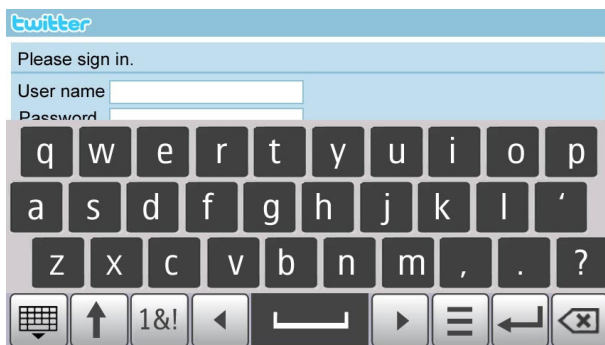 twitter
Please sign in.
User name
Password
q w e r t y u i o p
a s d f g h j k l ‘
z x c v b n m , . ?
1&!